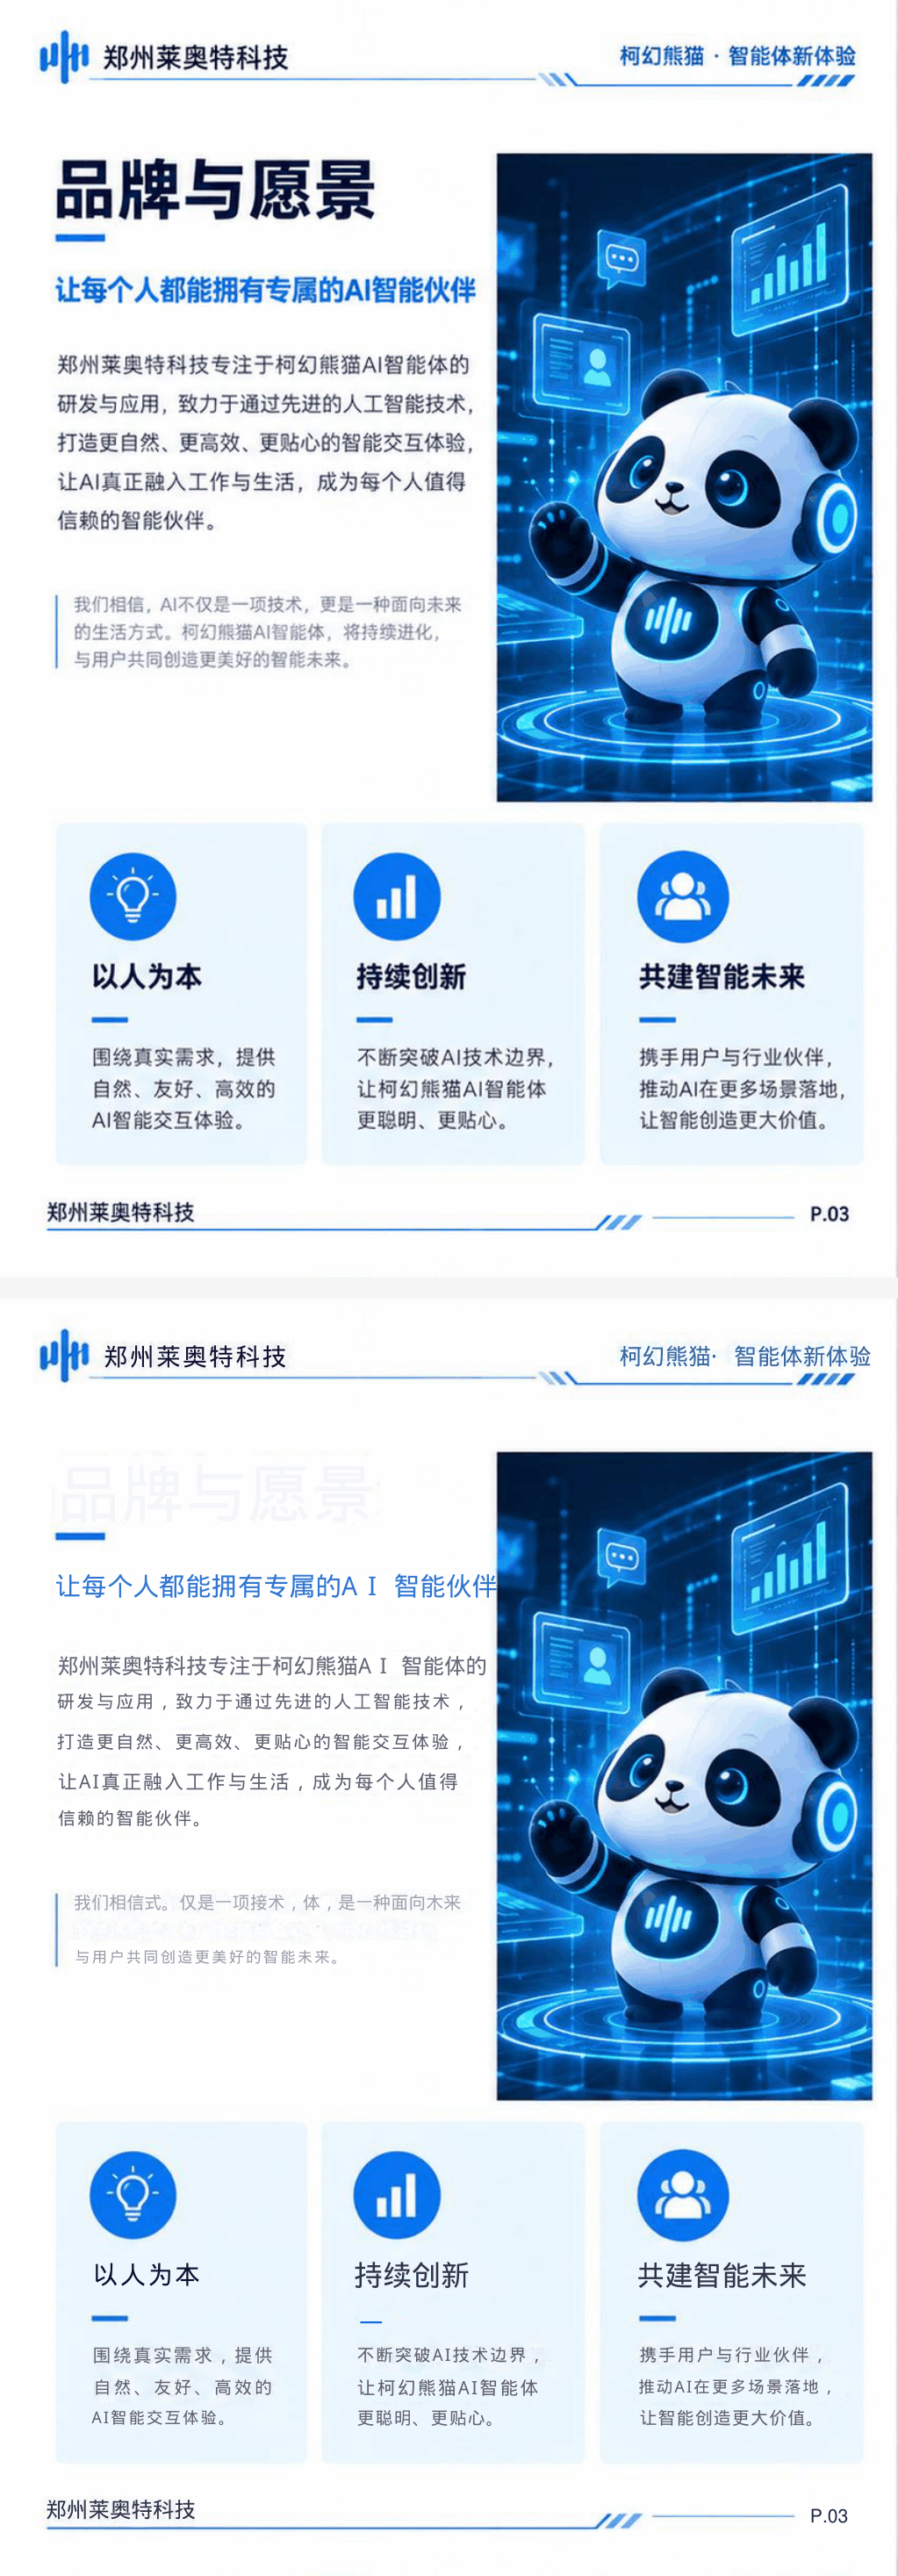 郑州莱奥特科技
柯幻熊猫 · 智能体新体验
品牌与愿景
让每个人都能拥有专属的AI智能伙伴
郑州莱奥特科技专注于柯幻熊猫AI智能体的
研发与应用，致力于通过先进的人工智能技术，
打造更自然、更高效、更贴心的智能交互体验，
让AI真正融入工作与生活，成为每个人值得
信赖的智能伙伴。
我们相信，AI不仅是一项技术，更是一种面向未来
的生活方式。柯幻熊猫AI智能体，将持续进化，
与用户共同创造更美好的智能未来。
以人为本
围绕真实需求，提供
自然、友好、高效的
AI智能交互体验。
持续创新
不断突破AI技术边界，
让柯幻熊猫AI智能体
更聪明、更贴心。
共建智能未来
携手用户与行业伙伴，
推动AI在更多场景落地，
让智能创造更大价值。
郑州莱奥特科技
P.03
郑州莱奥特科技
柯幻熊猫· 智能体新体验
品牌与愿景
让每个人都能拥有专属的A I 智能伙伴
郑州莱奥特科技专注于柯幻熊猫A I 智能体的
研发与应用，致力于通过先进的人工智能技术，
打造更自然、更高效、更贴心的智能交互体验，
让AI真正融入工作与生活，成为每个人值得
信赖的智能伙伴。
我们相信式。仅是一项接术，体，是一种面向木来
与用户共同创造更美好的智能未来。
以人为本
围绕真实需求，提供
自然、友好、高效的
AI智能交互体验。
持续创新
不断突破AI技术边界，
让柯幻熊猫AI智能体
更聪明、更贴心。
共建智能未来
携手用户与行业伙伴，
推动AI在更多场景落地，
让智能创造更大价值。
郑州莱奥特科技
P.03